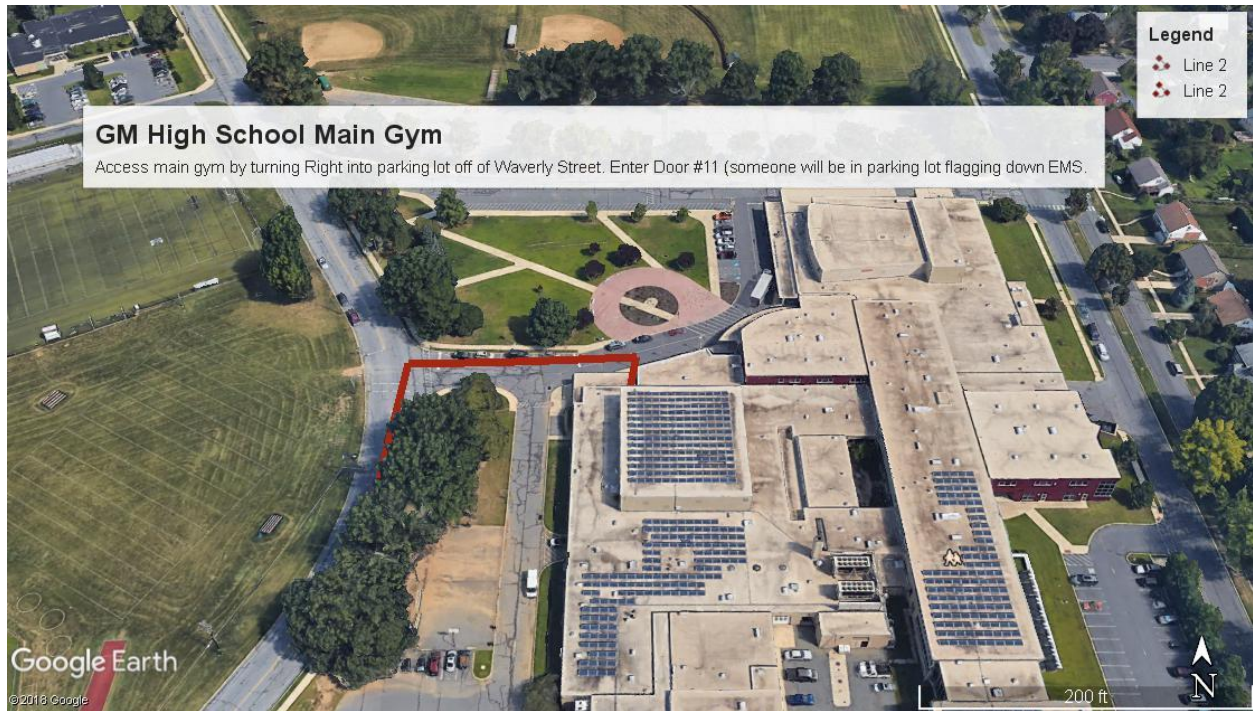 Legend
Line 2
Line 2
GM High School Main Gym
Access main gym by turning Right into parking lot off of Waverly Street. Enter Door #11 (someone will be in parking lot flagging down EMS.
Google Earth
©2018 Google
200 ft
N